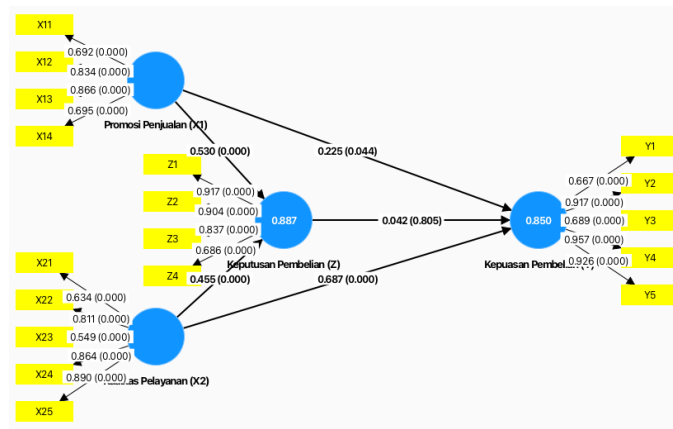 X11
0.692 (0.000)
X12
0.834 (0.000)
X13
0.866 (0.000)
X14
0.695 (0.000)
Promosi Penjualan (X1)
0.530 (0.000)
0.225 (0.044)
Z1
0.917 (0.000)
Z2
0.904 (0.000)
Z3
0.837 (0.000)
Z4
0.686 (0.000)
0.887
Keputusan Pembelian (Z)
0.455 (0.000)
0.042 (0.805)
0.687 (0.000)
Y1
0.667 (0.000)
Y2
0.917 (0.000)
0.850
0.689 (0.000)
Y3
0.957 (0.000)
Y4
0.926 (0.000)
Y5
Kepuasan
X21
0.634 (0.000)
X22
0.811 (0.000)
X23
0.549 (0.000)
X24
0.864 (0.000)
0.890 (0.000)
X25
Pelayanan (X2)